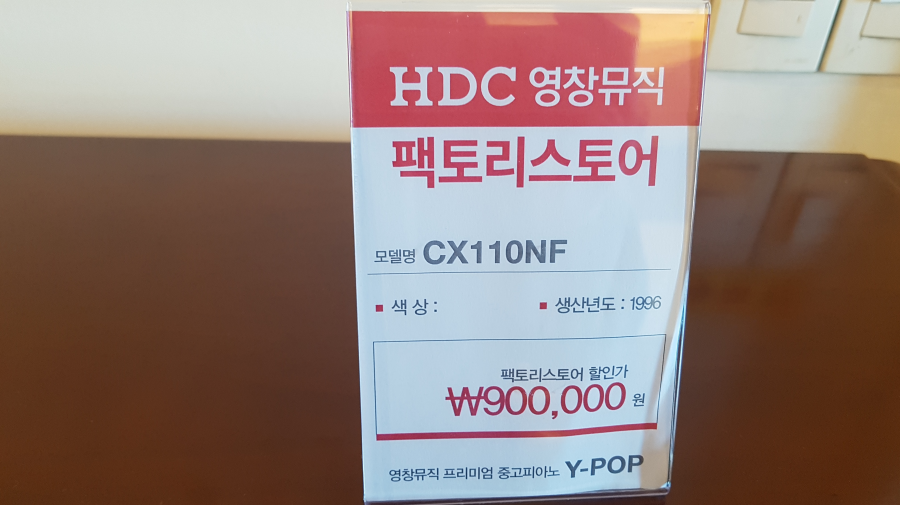 HDC 영창뮤직
팩토리스토어
모델명 CX110NF
▪ 색 상 : ▪ 생산년도 : 1996
팩토리스토어 할인가
₩900,000 원
영창뮤직 프리미엄 중고피아노 Y-POP